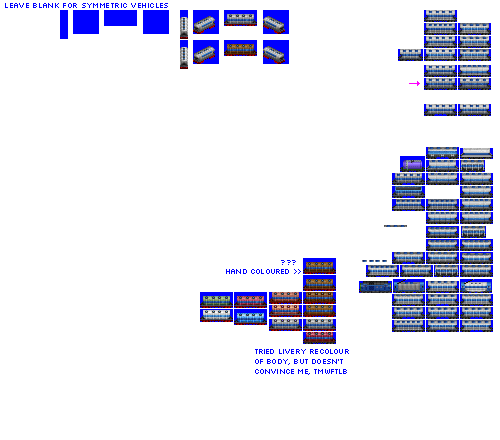 LEAVE BLANK FOR SYMMETRIC VEHICLES
???
HAND COLOURED >>
TRIED LIVERY RECOLOUR
OF BODY, BUT DOESN'T
CONVINCE ME, TMWFTLB